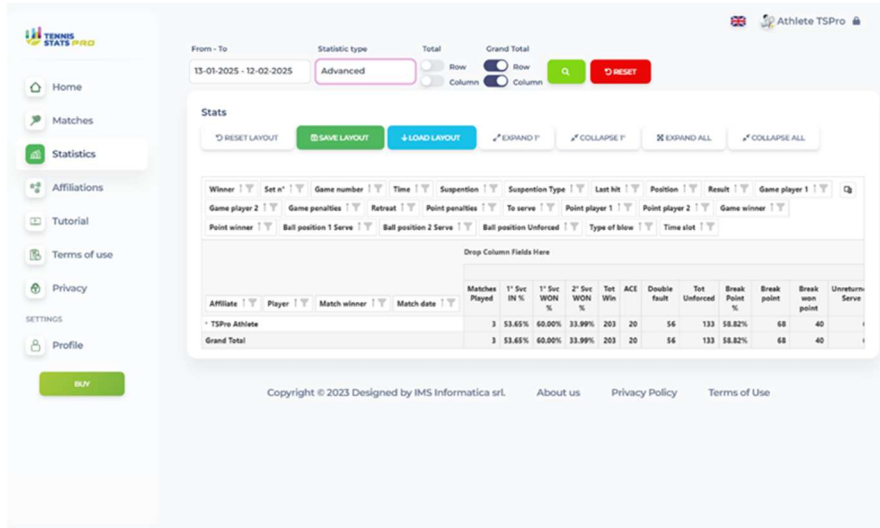 TENNIS
STATS PRO
Athlete TSPro
From - To
Statistic type
Total
Grand Total
13-01-2025 - 12-02-2025
Advanced
Row
Column
Row
Column
RESET
Home
Matches
Statistics
Affiliations
Tutorial
Terms of use
Privacy
SETTINGS
Profile
BUY
Stats
RESET LAYOUT
SAVE LAYOUT
LOAD LAYOUT
EXPAND 1°
COLLAPSE 1°
EXPAND ALL
COLLAPSE ALL
Winner Set n° Game number Time Suspention Suspention Type Last hit Position Result Game player 1
Game player 2 Game penalties Retreat Point penalties To serve Point player 1 Point player 2 Game winner
Point winner Ball position 1 Serve Ball position 2 Serve Ball position Unforced Type of blow Time slot
Drop Column Fields Here
Affiliate Player Match winner Match date
Matches Played
1° Svc IN %
1° Svc WON %
2° Svc WON %
Tot Win
ACE
Double fault
Tot Unforced
Break Point %
Break point
Break won point
Serve
TSPro Athlete 3 53.65% 60.00% 33.99% 203 20 56 133 58.82% 68 40
Grand Total 3 53.65% 60.00% 33.99% 203 20 56 133 58.82% 68 40
Copyright © 2023 Designed by IMS Informatica srl. About us Privacy Policy Terms of Use